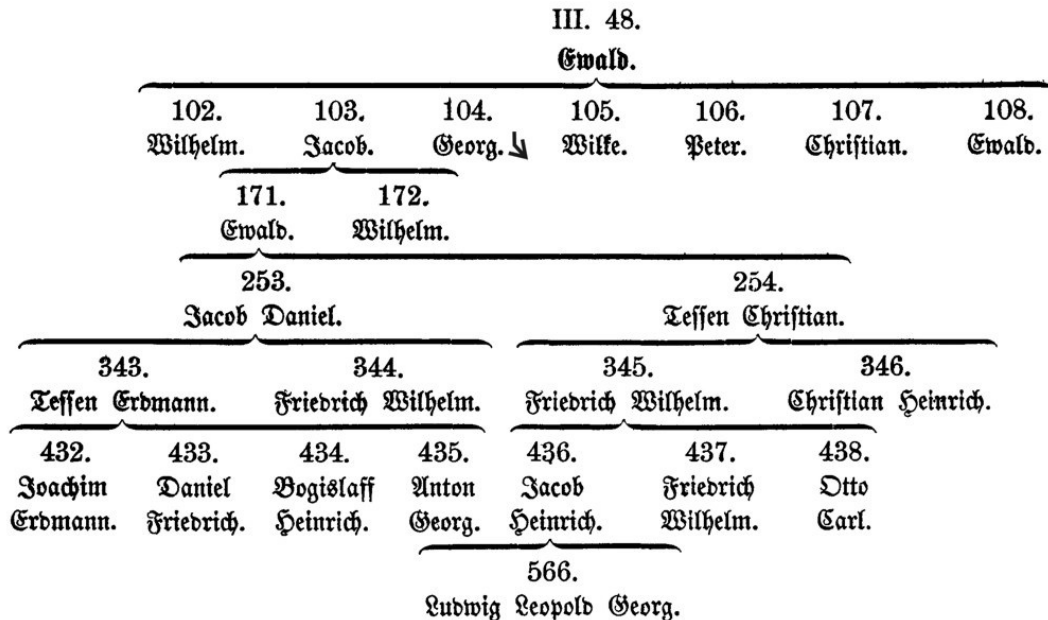 III. 48.
Ewald.
102. 103. 104. 105. 106. 107. 108.
Wilhelm. Jacob. Georg. Wilke. Peter. Christian. Ewald.
171. 172.
Ewald. Wilhelm.
253. 254.
Jacob Daniel. Tessen Christian.
343. 344. 345. 346.
Tessen Erdmann. Friedrich Wilhelm. Friedrich Wilhelm. Christian Heinrich.
432. 433. 434. 435. 436. 437. 438.
Joachim Daniel Bogislaff Anton Jacob Friedrich Otto
Erdmann. Friedrich. Heinrich. Georg. Heinrich. Wilhelm. Carl.
566.
Ludwig Leopold Georg.